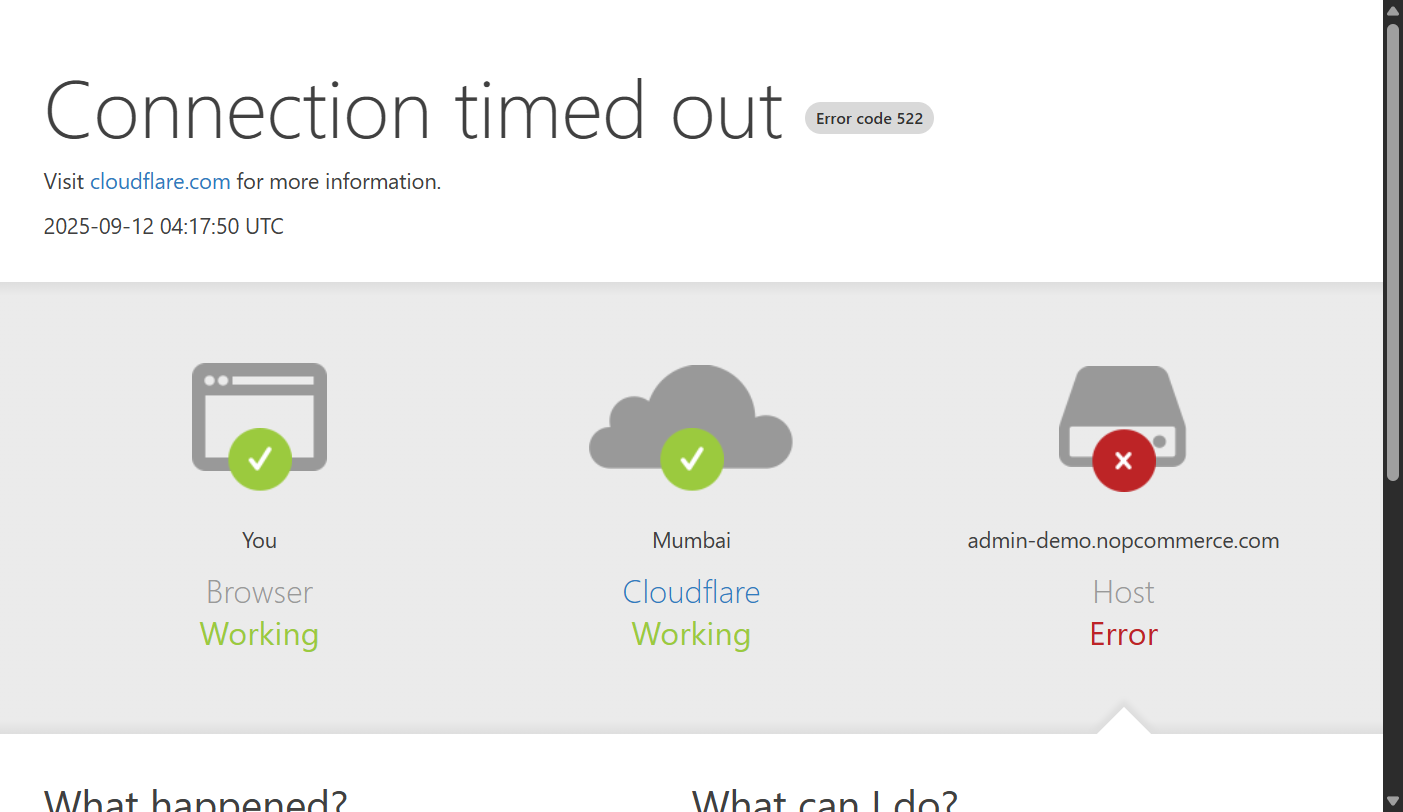 Connection timed out Error code 522
Visit cloudflare.com for more information.
2025-09-12 04:17:50 UTC
You
Browser
Working
Mumbai
Cloudflare
Working
admin-demo.nopcommerce.com
Host
Error
What happened?
What can I do?